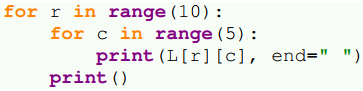 for r in range(10):
    for c in range(5):
        print(L[r][c], end=" ")
    print()